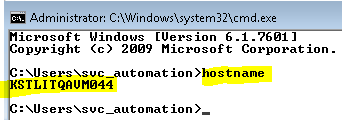 Administrator: C:\Windows\system32\cmd.exe
Microsoft Windows [Version 6.1.7601]
Copyright (c) 2009 Microsoft Corporation.
C:\Users\svc_automation>hostname
KSTLITQAVM044
C:\Users\svc_automation>_